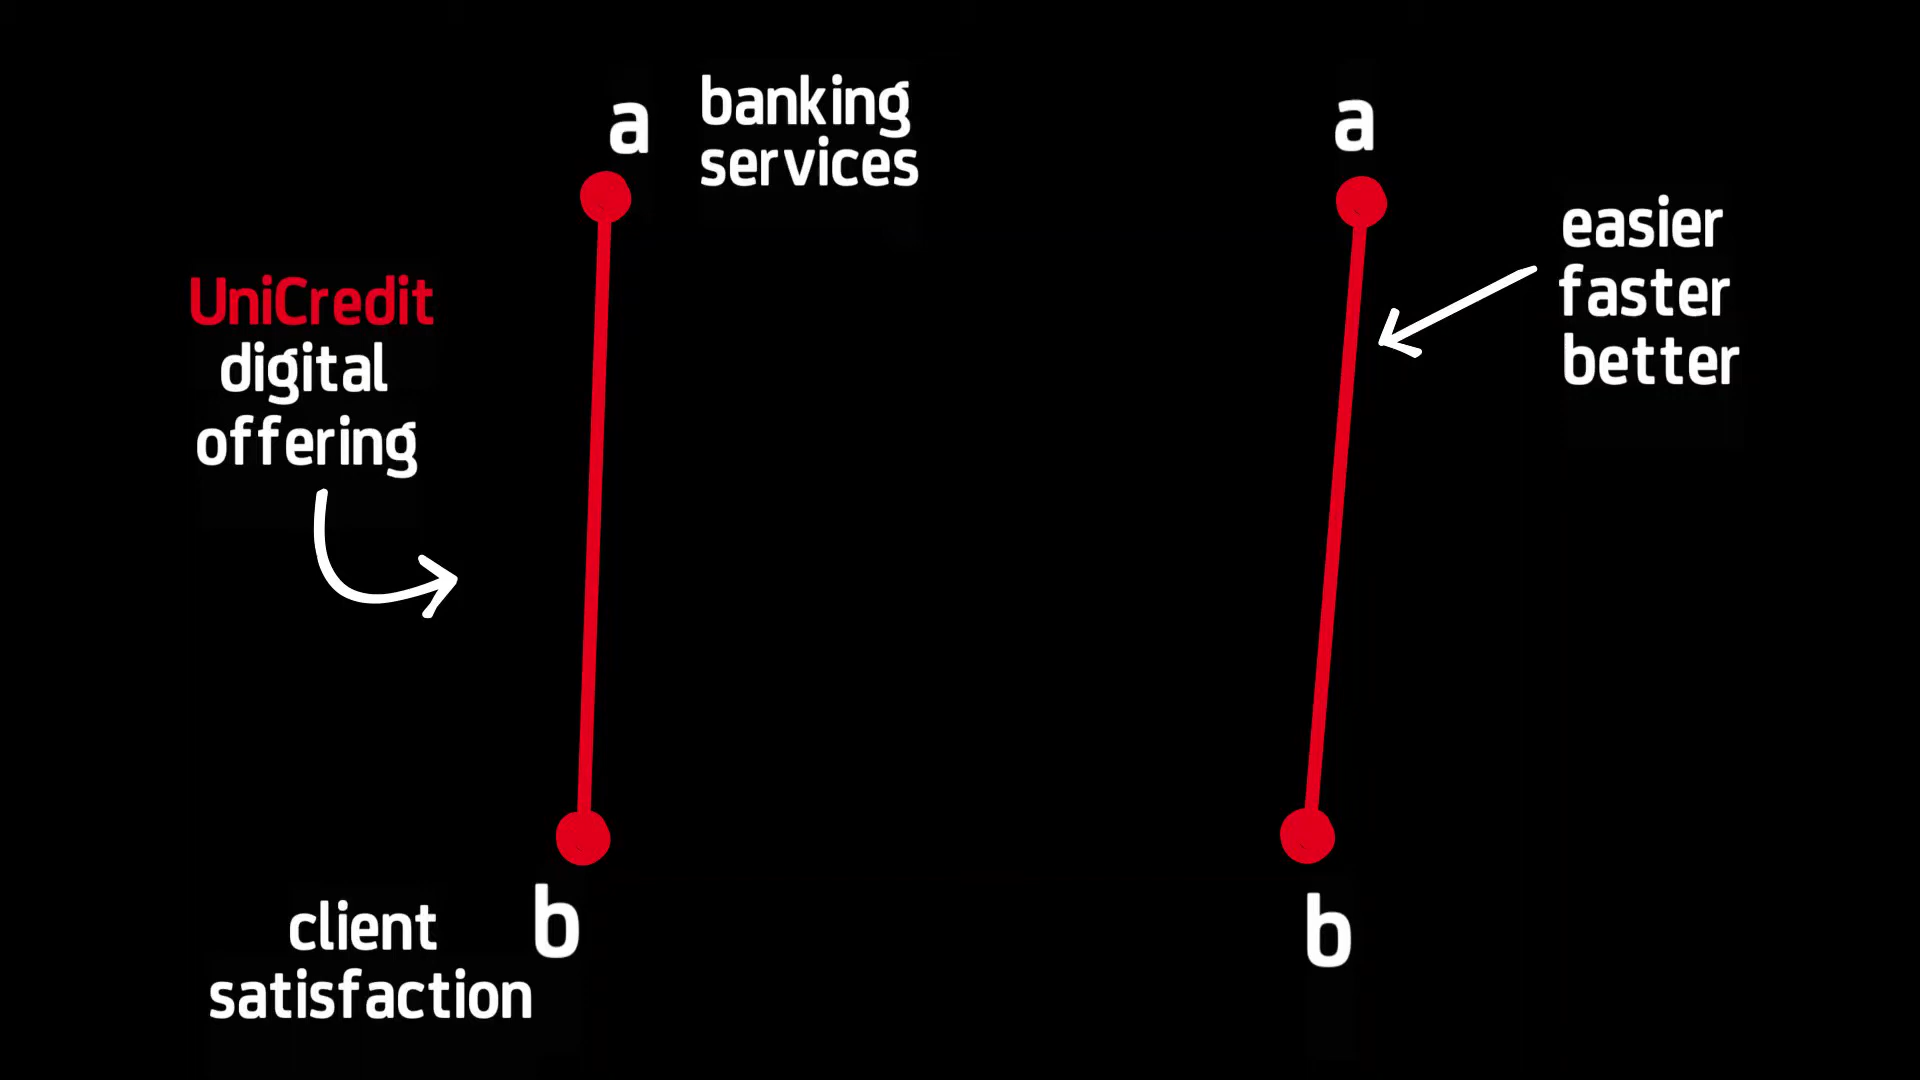 a
banking
services
UniCredit
digital
offering
client
satisfaction
b
a
easier
faster
better
b